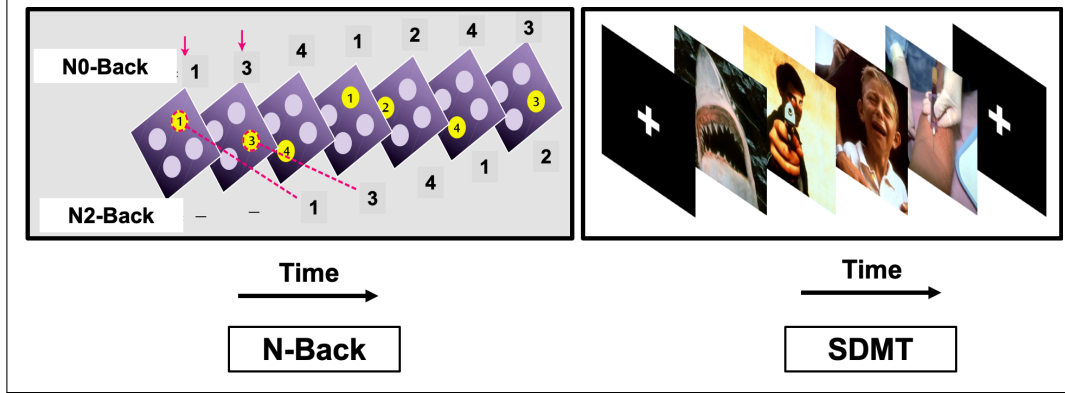 N0-Back 1 3 4 1 2 4 3
1 3 4 1 2 4 3
N2-Back – – 1 3 4 1 2
Time
N-Back
Time
SDMT